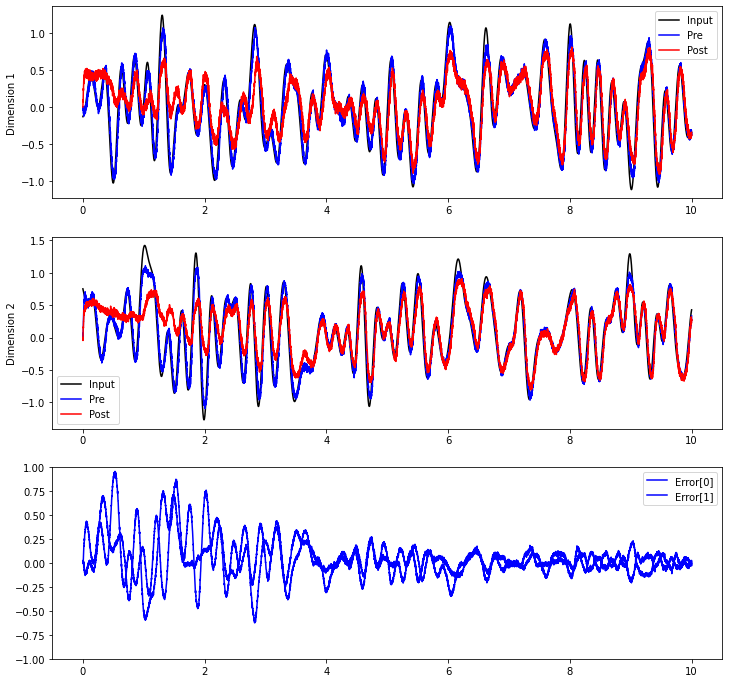 1.0
0.5
0.0
−0.5
−1.0
Dimension 1
Input
Pre
Post
0 2 4 6 8 10
1.5
1.0
0.5
0.0
−0.5
−1.0
Dimension 2
Input
Pre
Post
0 2 4 6 8 10
1.00
0.75
0.50
0.25
0.00
−0.25
−0.50
−0.75
−1.00
Error[0]
Error[1]
0 2 4 6 8 10